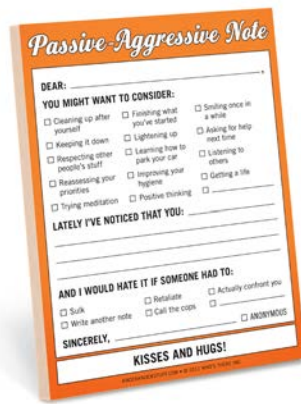 Passive-Aggressive Note
DEAR:
YOU MIGHT WANT TO CONSIDER:
Cleaning up after yourself
Keeping it down
Respecting other people's stuff
Reassessing your priorities
Trying meditation
Finishing what you've started
Lightening up
Learning how to park your car
Improving your hygiene
Positive thinking
Smiling once in a while
Asking for help next time
Listening to others
Getting a life
LATELY I'VE NOTICED THAT YOU:
AND I WOULD HATE IT IF SOMEONE HAD TO:
Sulk
Write another note
Retaliate
Call the cops
Actually confront you
SINCERELY,
ANONYMOUS
KISSES AND HUGS!